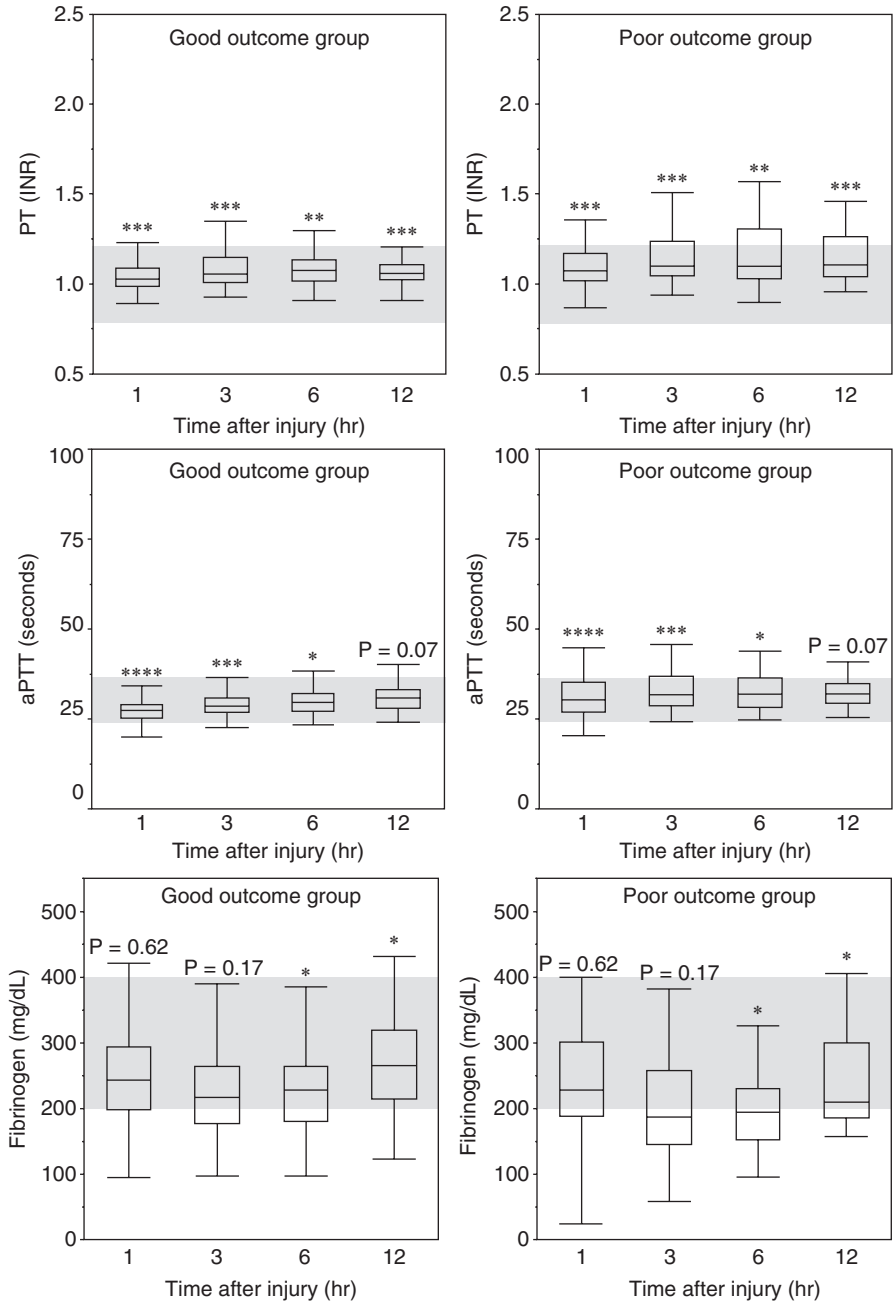 Good outcome group
PT (INR)
2.5
2.0
1.5
1.0
0.5
***
***
**
***
1 3 6 12
Time after injury (hr)
Poor outcome group
PT (INR)
2.5
2.0
1.5
1.0
0.5
***
***
**
***
1 3 6 12
Time after injury (hr)
Good outcome group
aPTT (seconds)
100
75
50
25
0
****
***
*
P = 0.07
1 3 6 12
Time after injury (hr)
Poor outcome group
aPTT (seconds)
100
75
50
25
0
****
***
*
P = 0.07
1 3 6 12
Time after injury (hr)
Good outcome group
Fibrinogen (mg/dL)
500
400
300
200
100
0
P = 0.62
P = 0.17
*
*
1 3 6 12
Time after injury (hr)
Poor outcome group
Fibrinogen (mg/dL)
500
400
300
200
100
0
P = 0.62
P = 0.17
*
*
1 3 6 12
Time after injury (hr)